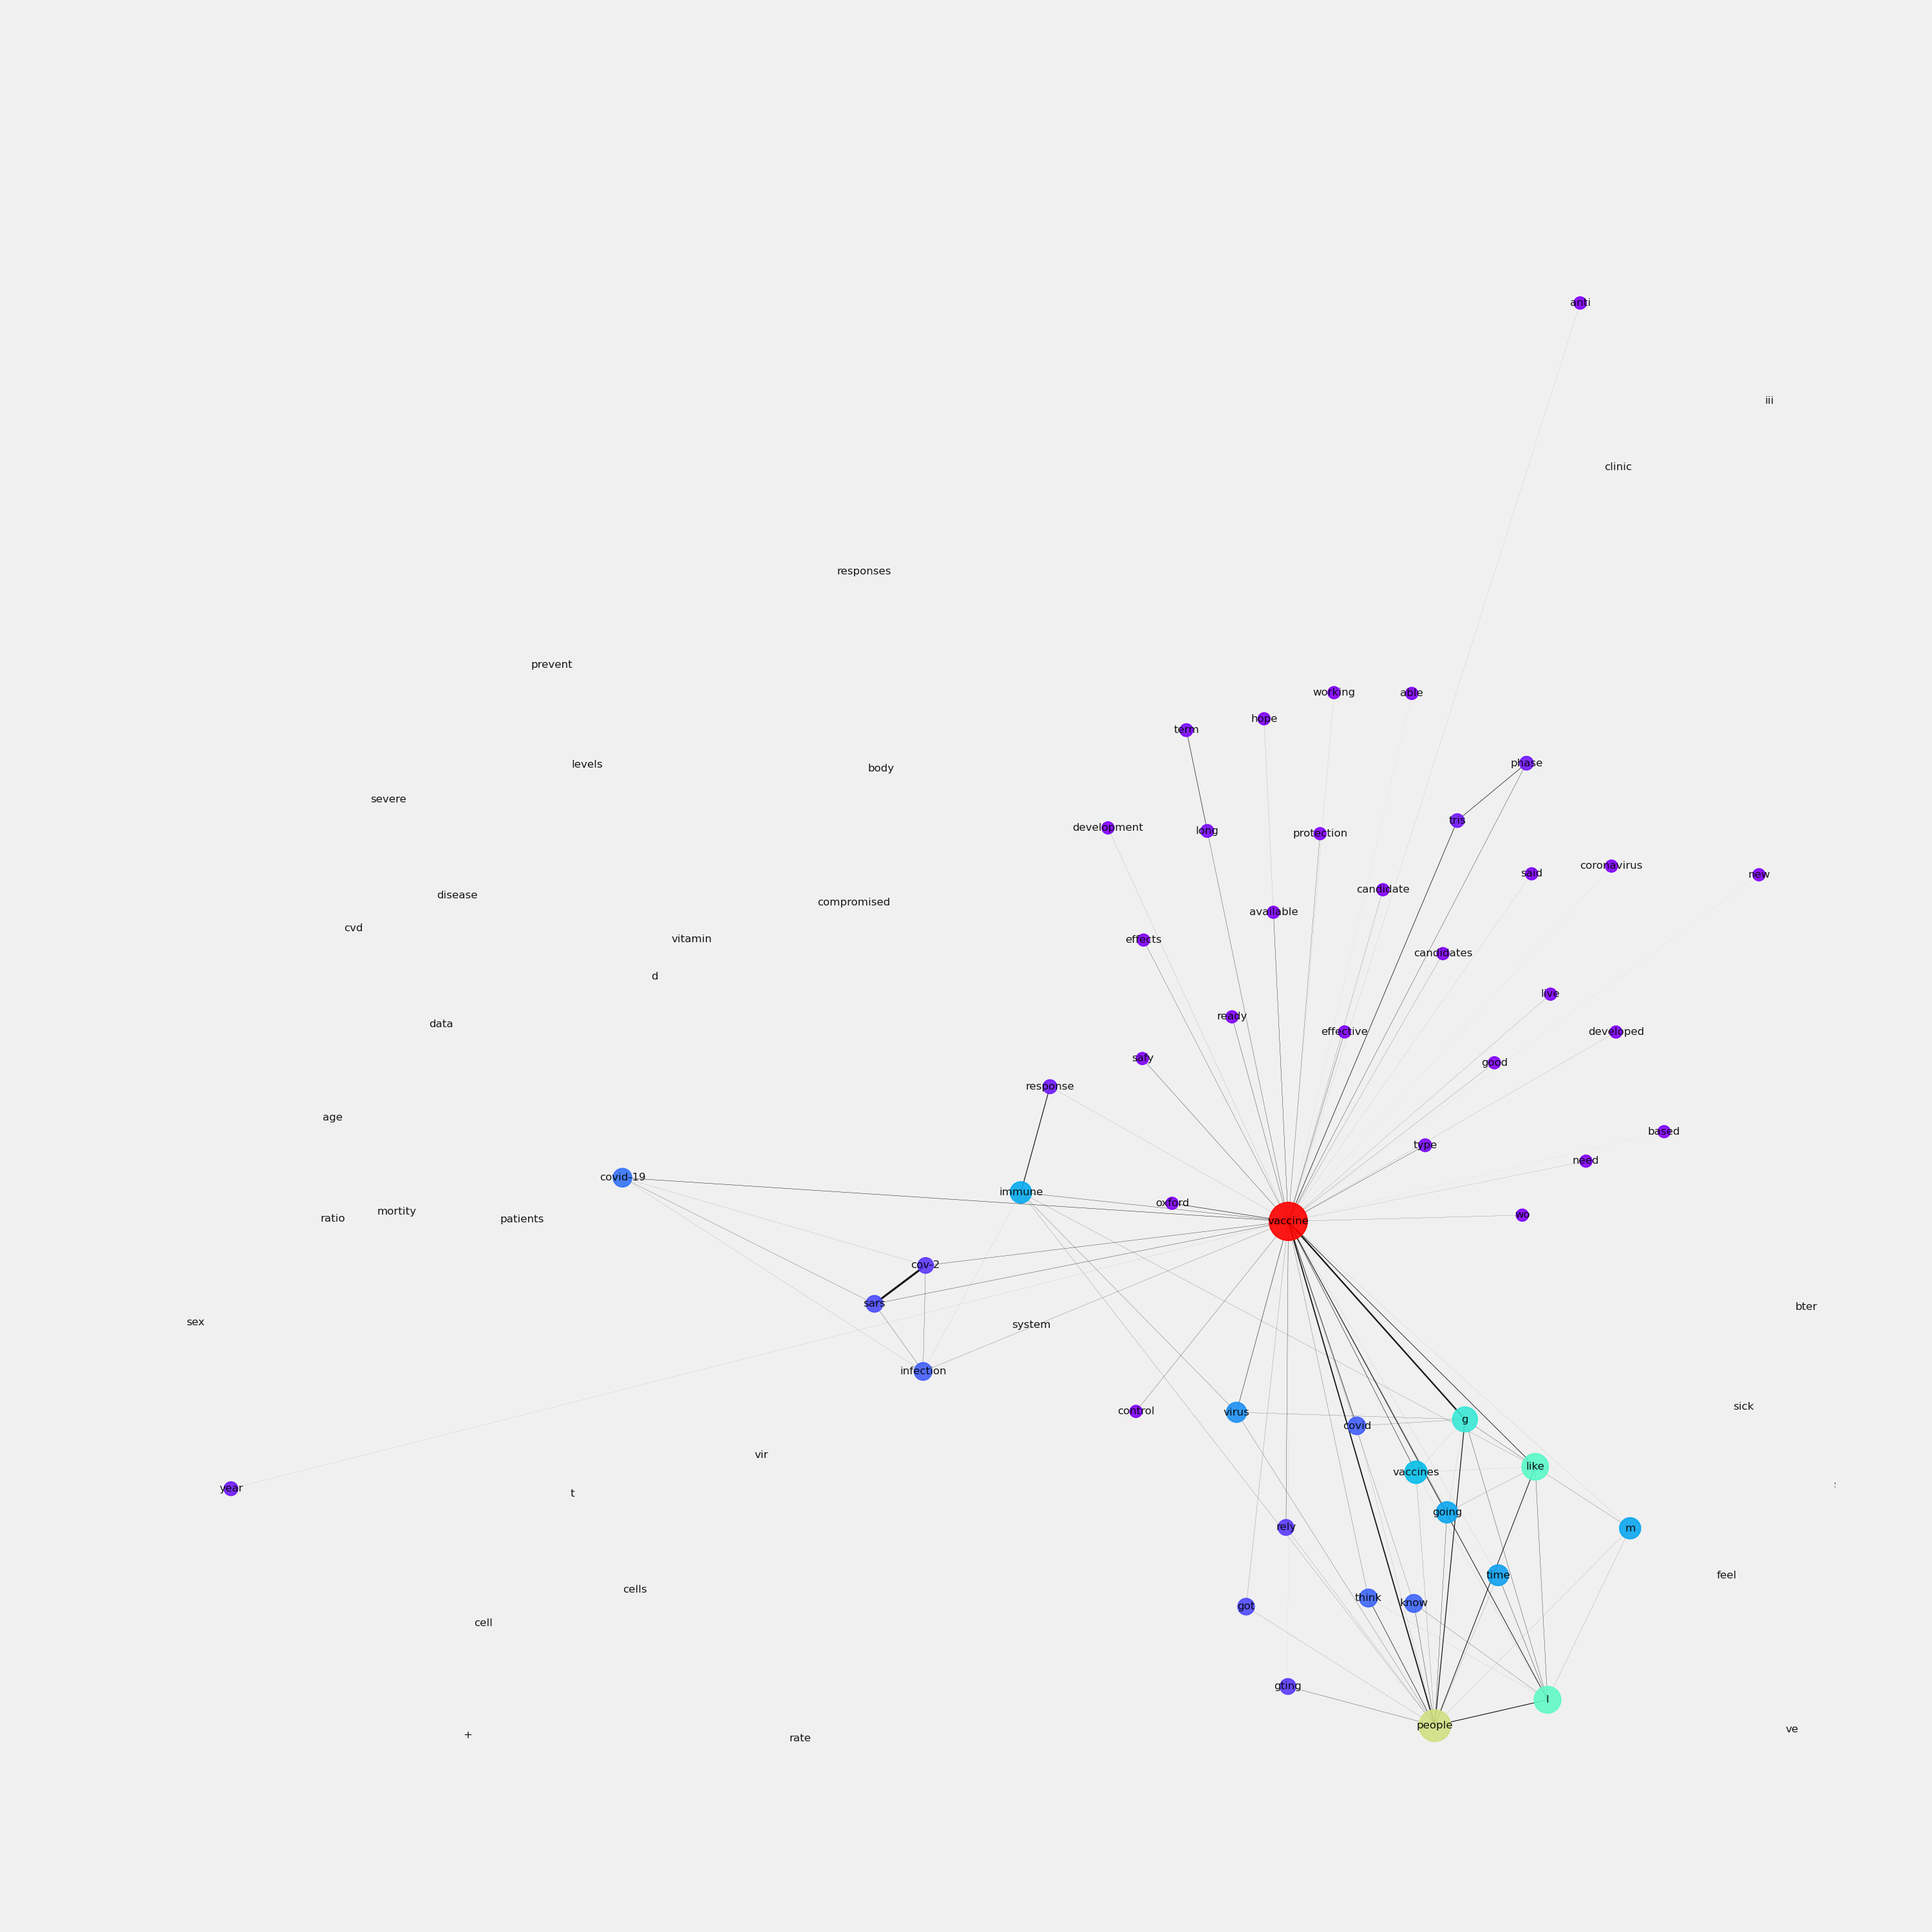 anti
iii
clinic
responses
prevent
working
able
hope
term
phase
levels
body
severe
tris
development
long
protection
coronavirus
said
new
candidate
disease
compromised
available
cvd
vitamin
effects
candidates
d
live
ready
data
effective
developed
safy
good
response
age
based
type
need
covid-19
immune
oxford
mortity
wo
ratio
patients
vaccine
cov-2
sars
bter
sex
system
infection
sick
control
virus
g
covid
vir
like
vaccines
:
year
t
going
rely
m
time
feel
cells
think
know
got
cell
gting
I
people
ve
+
rate